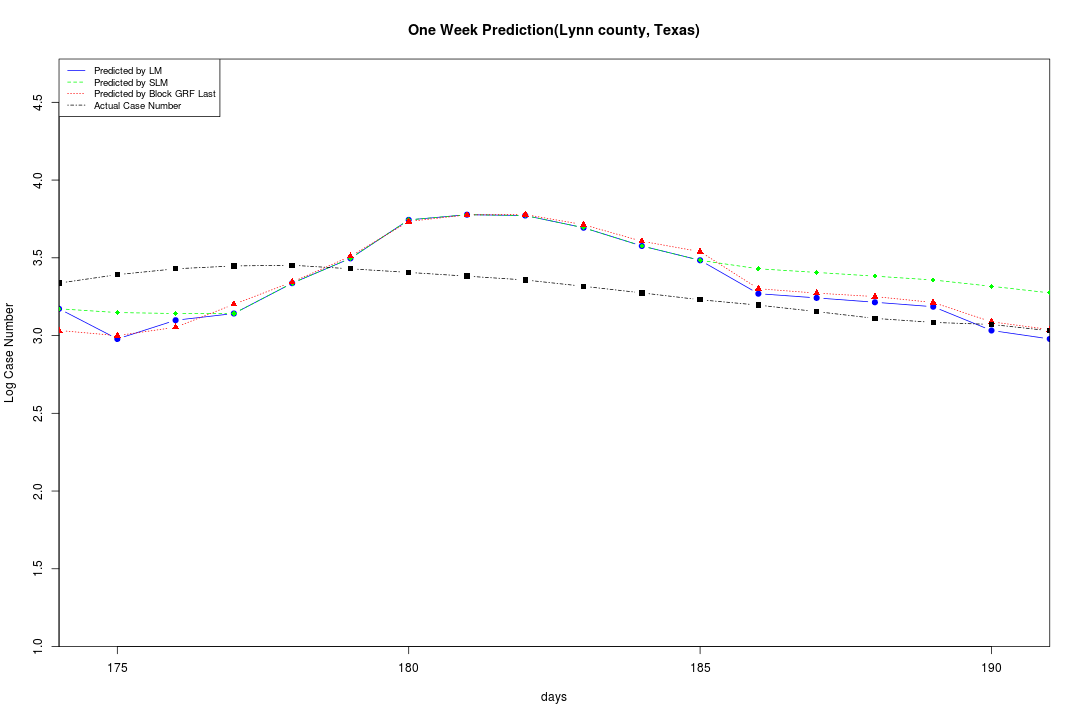 One Week Prediction(Lynn county, Texas)
Predicted by LM
Predicted by SLM
Predicted by Block GRF Last
Actual Case Number
Log Case Number
4.5
4.0
3.5
3.0
2.5
2.0
1.5
1.0
175
180
185
190
days